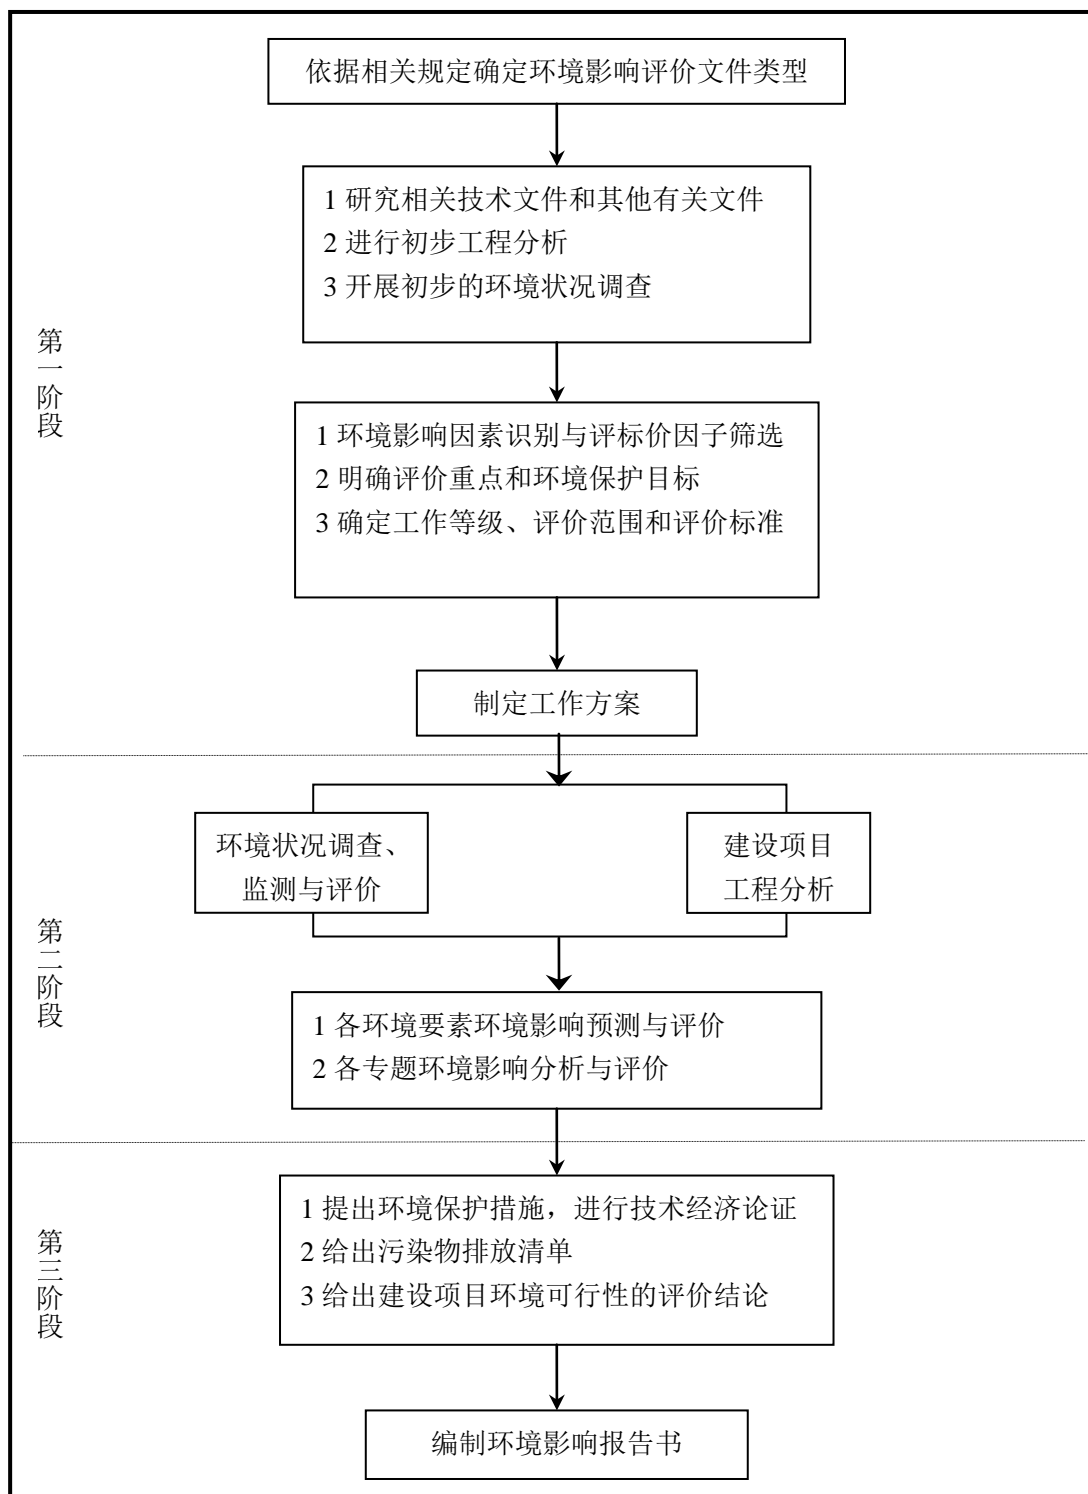 依据相关规定确定环境影响评价文件类型
1 研究相关技术文件和其他有关文件
2 进行初步工程分析
3 开展初步的环境状况调查
第一阶段
1 环境影响因素识别与评标价因子筛选
2 明确评价重点和环境保护目标
3 确定工作等级、评价范围和评价标准
制定工作方案
环境状况调查、
监测与评价
建设项目
工程分析
第二阶段
1 各环境要素环境影响预测与评价
2 各专题环境影响分析与评价
1 提出环境保护措施，进行技术经济论证
2 给出污染物排放清单
3 给出建设项目环境可行性的评价结论
第三阶段
编制环境影响报告书